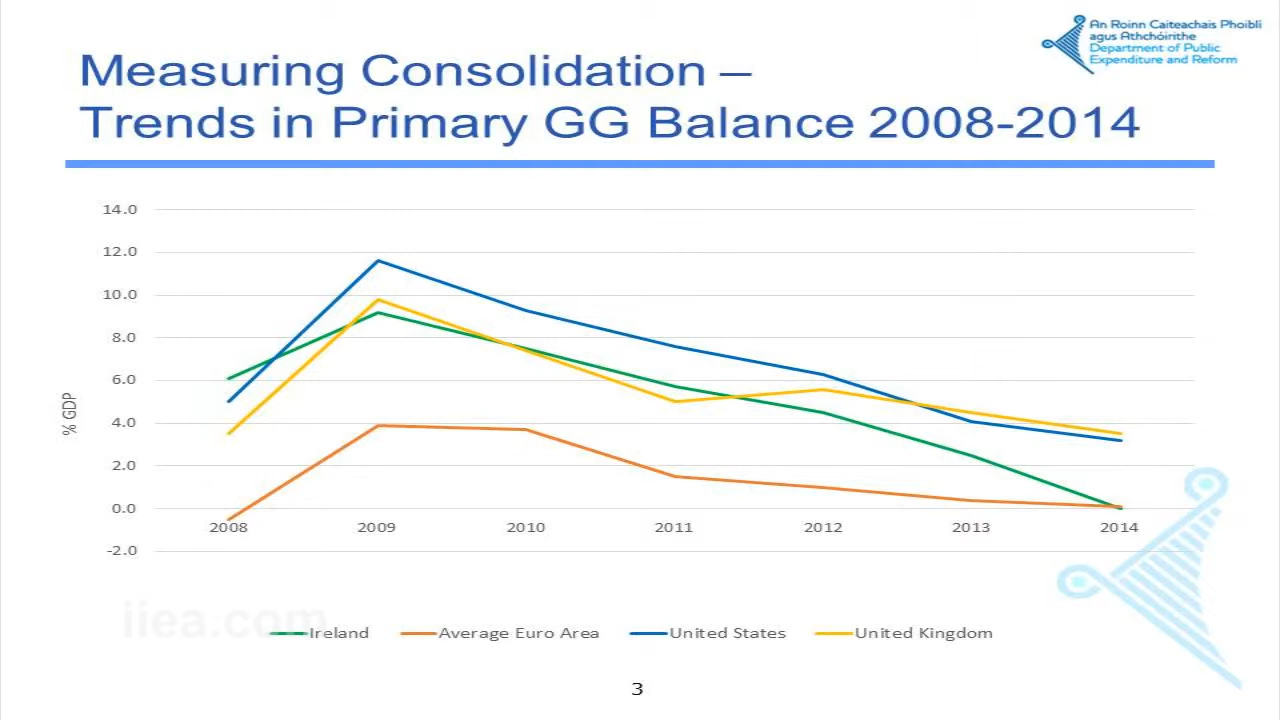 An Roinn Caiteachais Phoibli
agus Athchóirithe
Department of Public
Expenditure and Reform
Measuring Consolidation –
Trends in Primary GG Balance 2008-2014
14.0
12.0
10.0
8.0
6.0
4.0
2.0
0.0
-2.0
% GDP
2008 2009 2010 2011 2012 2013 2014
iiea.com
Ireland Average Euro Area United States United Kingdom
3